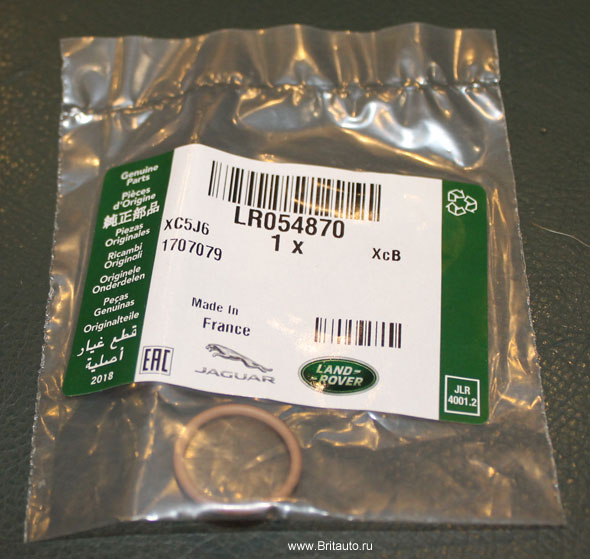 Genuine
Parts
Pièces
d'Origine
純正部品
Piezas
Originales
Ricambi
Originali
Originele
Onderdelen
Peças
Genuinas
Originalteile
قطع غيار
أصلية
2018
LR054870
1 x
XC5J6
1707079
XcB
Made In
France
EAC
JAGUAR
LAND-
ROVER
JLR
4001.2
www.Britauto.ru